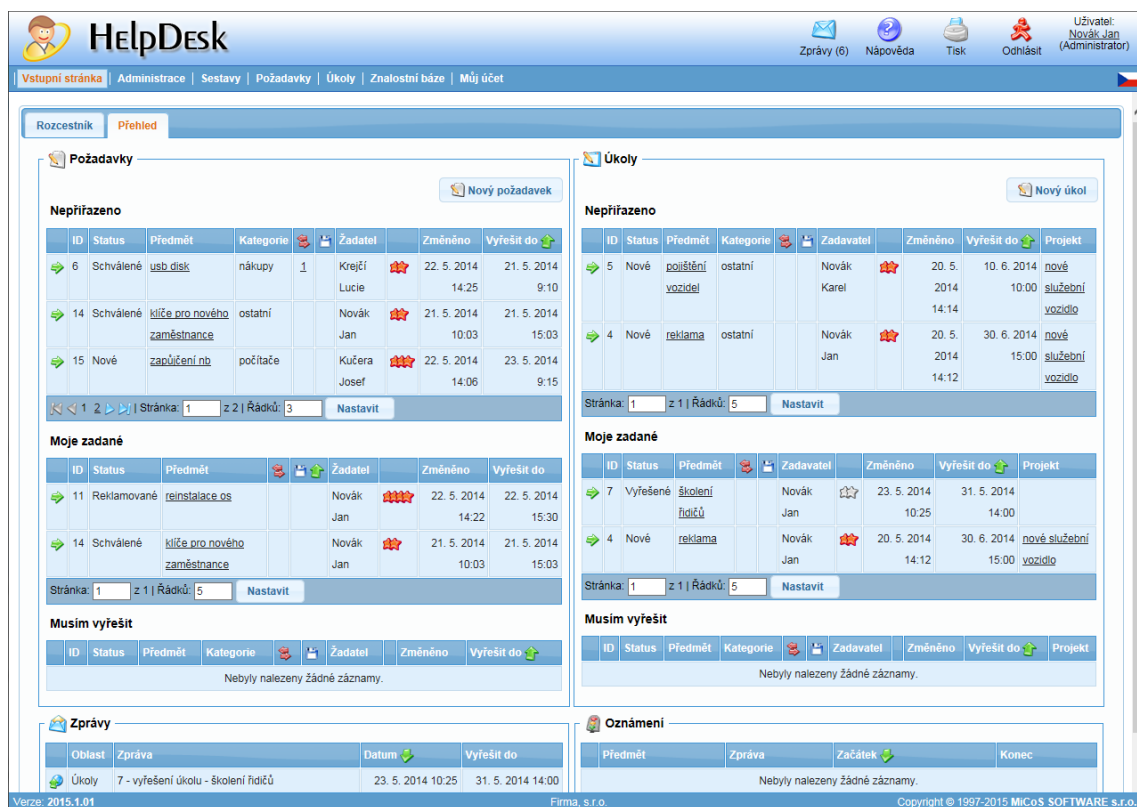 HelpDesk
Zprávy (6) Nápověda Tisk Odhlásit
Uživatel:
Novák Jan
(Administrator)
Vstupní stránka | Administrace | Sestavy | Požadavky | Úkoly | Znalostní báze | Můj účet
Rozcestník Přehled
Požadavky
Nový požadavek
Nepřiřazeno
ID Status Předmět Kategorie Žadatel Změněno Vyřešit do
6 Schválené usb disk nákupy 1 Krejčí 22. 5. 2014 21. 5. 2014
Lucie 14:25 9:10
14 Schválené klíče pro nového ostatní Novák 21. 5. 2014 21. 5. 2014
zaměstnance Jan 10:03 15:03
15 Nové zapůjčení nb počítače Kučera 22. 5. 2014 23. 5. 2014
Josef 14:06 9:15
1 2 | Stránka: 1 z 2 | Řádků: 3 Nastavit
Moje zadané
ID Status Předmět Žadatel Změněno Vyřešit do
11 Reklamované reinstalace os Novák 22. 5. 2014 22. 5. 2014
Jan 14:22 15:30
14 Schválené klíče pro nového Novák 21. 5. 2014 21. 5. 2014
zaměstnance Jan 10:03 15:03
Stránka: 1 z 1 | Řádků: 5 Nastavit
Musím vyřešit
ID Status Předmět Kategorie Žadatel Změněno Vyřešit do
Nebyly nalezeny žádné záznamy.
Úkoly
Nový úkol
Nepřiřazeno
ID Status Předmět Kategorie Zadavatel Změněno Vyřešit do Projekt
5 Nové pojištění ostatní Novák 20. 5. 10. 6. 2014 nové
vozidel Karel 2014 10:00 služební
14:14 vozidlo
4 Nové reklama ostatní Novák 20. 5. 30. 6. 2014 nové
Jan 2014 15:00 služební
14:12 vozidlo
Stránka: 1 z 1 | Řádků: 5 Nastavit
Moje zadané
ID Status Předmět Zadavatel Změněno Vyřešit do Projekt
7 Vyřešené školení Novák 23. 5. 2014 31. 5. 2014
řidičů Jan 10:25 14:00
4 Nové reklama Novák 20. 5. 2014 30. 6. 2014 nové služební
Jan 14:12 15:00 vozidlo
Stránka: 1 z 1 | Řádků: 5 Nastavit
Musím vyřešit
ID Status Předmět Kategorie Zadavatel Změněno Vyřešit do Projekt
Nebyly nalezeny žádné záznamy.
Zprávy
Oblast Zpráva Datum Vyřešit do
Úkoly 7 - vyřešení úkolu - školení řidičů 23. 5. 2014 10:25 31. 5. 2014 14:00
Oznámení
Předmět Zpráva Začátek Konec
Nebyly nalezeny žádné záznamy.
Verze: 2015.1.01 Firma, s.r.o. Copyright © 1997-2015 MiCoS SOFTWARE s.r.o.